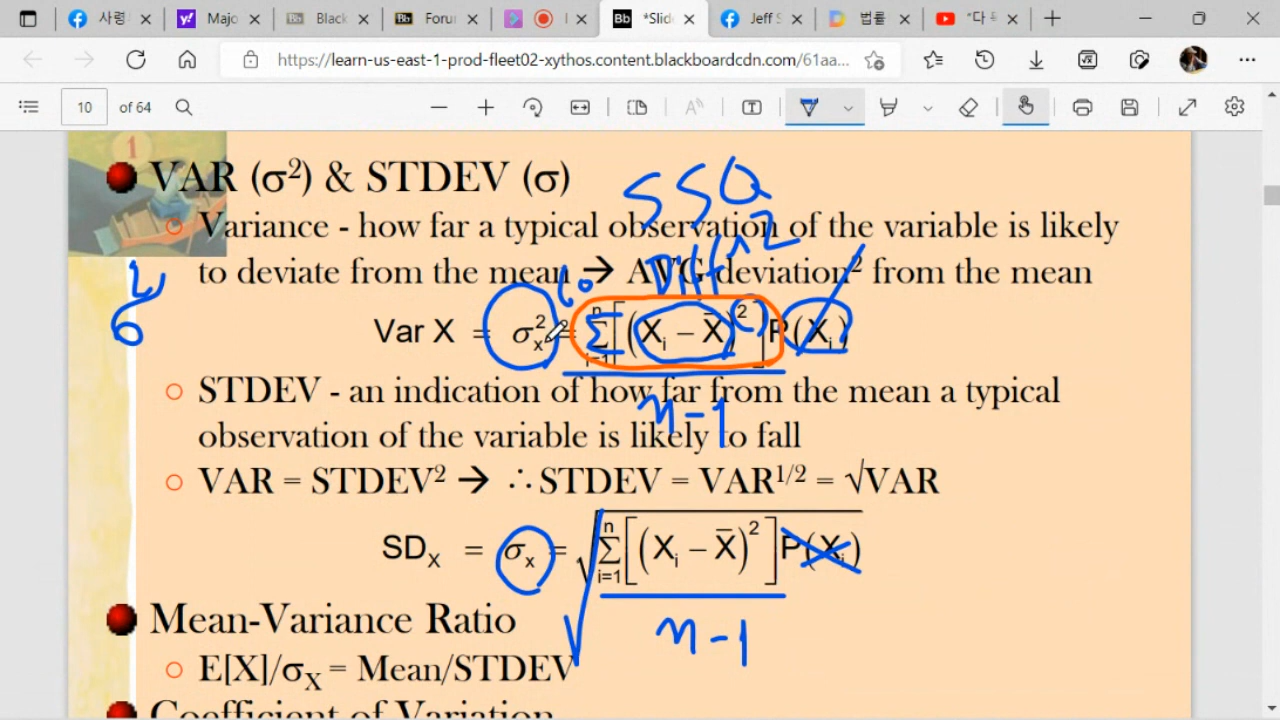 사령 Majo Black Foru *Slide Jeff S 법률 "다
https://learn-us-east-1-prod-fleet02-xythos.content.blackboardcdn.com/61aa...
10 of 64
1
VAR (σ²) & STDEV (σ)
SSQ
Variance - how far a typical observation of the variable is likely
Diff^2
to deviate from the mean → AVG deviation² from the mean
Var X = σₓ² = Σ [(Xᵢ − X̄)²]P(Xᵢ)
n i=1
n-1
STDEV - an indication of how far from the mean a typical
observation of the variable is likely to fall
VAR = STDEV² → ∴ STDEV = VAR^1/2 = √VAR
SDₓ = σₓ = √ Σ [(Xᵢ − X̄)²]P(Xᵢ)
n i=1
n-1
Mean-Variance Ratio
E[X]/σX = Mean/STDEV
Coefficient of Variation